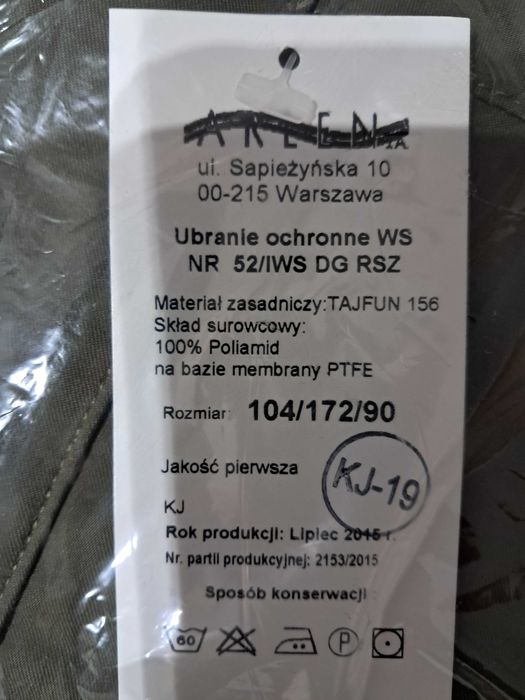 ARLEN SA
ul. Sapieżyńska 10
00-215 Warszawa
Ubranie ochronne WS
NR 52/IWS DG RSZ
Materiał zasadniczy:TAJFUN 156
Skład surowcowy:
100% Poliamid
na bazie membrany PTFE
Rozmiar: 104/172/90
Jakość pierwsza
KJ-19
KJ
Rok produkcji: Lipiec 2015 r.
Nr. partii produkcyjnej: 2153/2015
Sposób konserwacji
60
P